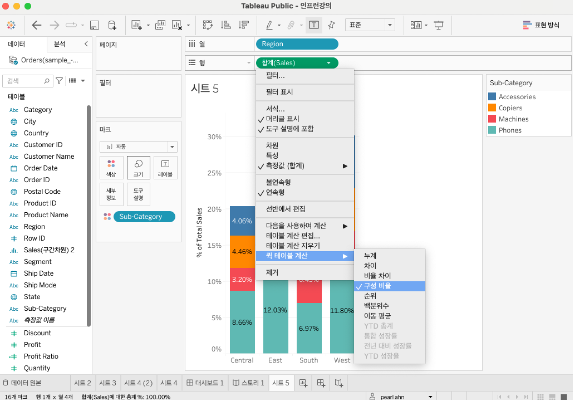 Tableau Public - 인프런강의
표준
표현 방식
데이터
분석
페이지
열
Region
행
합계(Sales)
Orders(sample_-...
검색
필터
테이블
Category
City
Country
Customer ID
Customer Name
Order Date
Order ID
Postal Code
Product ID
Product Name
Region
Row ID
Sales(구간차원) 2
Segment
Ship Date
Ship Mode
State
Sub-Category
측정값 이름
Discount
Profit
Profit Ratio
Quantity
마크
자동
색상
크기
레이블
세부 정보
도구 설명
Sub-Category
시트 5
% of Total Sales
30%
25%
20%
15%
10%
5%
0%
4.06%
4.46%
3.20%
8.66%
12.03%
6.97%
11.80%
Central
East
South
West
필터...
필터 표시
서식...
머리글 표시
도구 설명에 포함
차원
특성
측정값 (합계)
불연속형
연속형
선반에서 편집
다음을 사용하여 계산
테이블 계산 편집...
테이블 계산 지우기
퀵 테이블 계산
제거
누계
차이
비율 차이
구성 비율
순위
백분위수
이동 평균
YTD 총계
통합 성장률
전년 대비 성장률
YTD 성장률
Sub-Category
Accessories
Copiers
Machines
Phones
데이터 원본
시트 2
시트 3
시트 4 (2)
시트 4
대시보드 1
스토리 1
시트 5
16개 마크
행 1개 x 열 4개
합계(Sales)에 대한 총계 %: 100.00%
pearl ahn